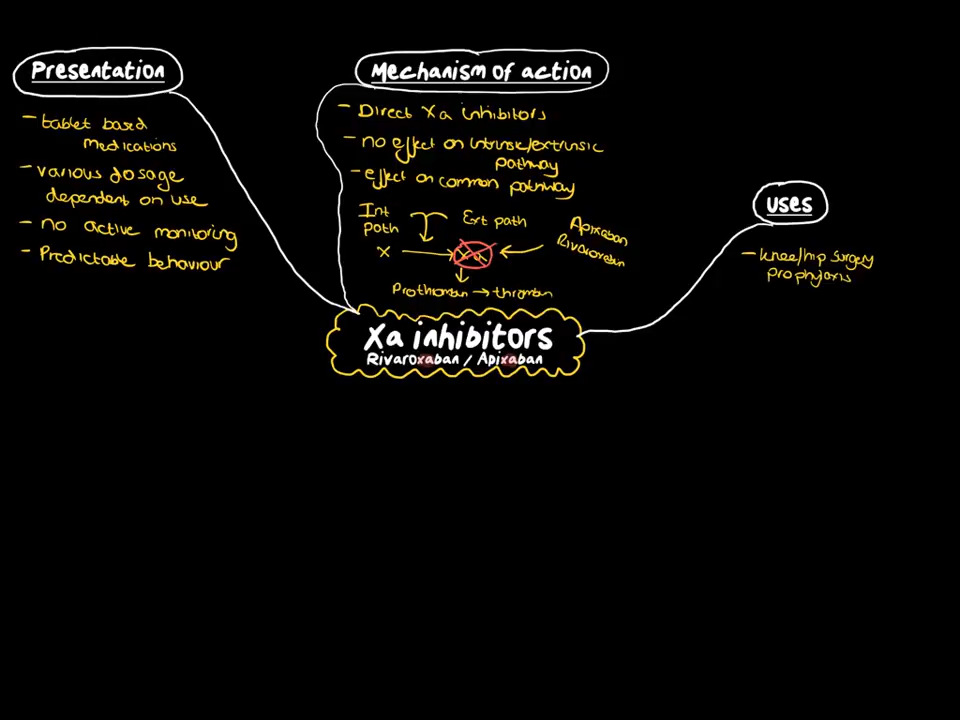 Presentation
- tablet based
medications
- various dosage
dependent on use
- no active monitoring
- Predictable behaviour
Mechanism of action
- Direct Xa inhibitors
- no effect on intrinsic/extrinsic
pathway
- effect on common pathway
Int
path
Ext path
Apixaban
Rivaroxaban
X
Xa
Prothrombin → thrombin
uses
- knee/hip surgery
prophylaxis
Xa inhibitors
Rivaroxaban / Apixaban